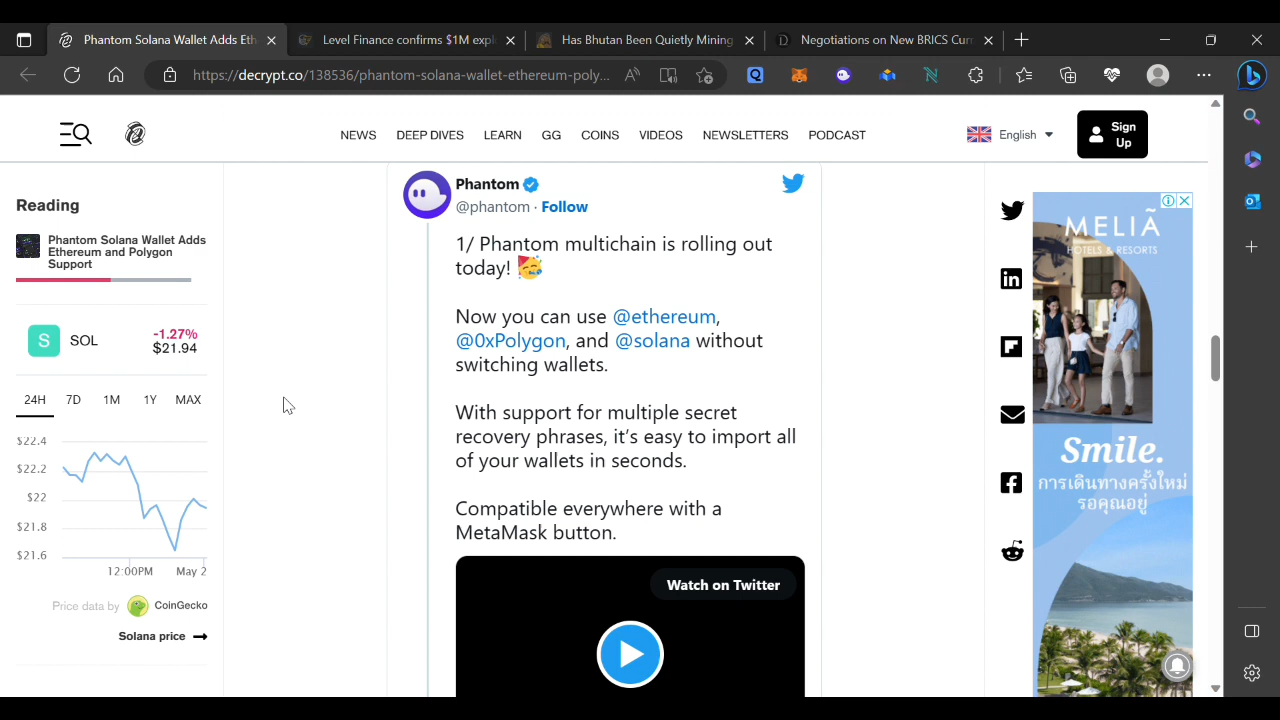 Phantom Solana Wallet Adds Eth
Level Finance confirms $1M expl
Has Bhutan Been Quietly Mining
Negotiations on New BRICS Curr
https://decrypt.co/138536/phantom-solana-wallet-ethereum-poly...
NEWS DEEP DIVES LEARN GG COINS VIDEOS NEWSLETTERS PODCAST
English
Sign Up
Reading
Phantom Solana Wallet Adds
Ethereum and Polygon
Support
S SOL -1.27%
$21.94
24H 7D 1M 1Y MAX
$22.4
$22.2
$22
$21.8
$21.6
12:00PM May 2
Price data by CoinGecko
Solana price
Phantom
@phantom · Follow
1/ Phantom multichain is rolling out
today! 🥳
Now you can use @ethereum,
@0xPolygon, and @solana without
switching wallets.
With support for multiple secret
recovery phrases, it's easy to import all
of your wallets in seconds.
Compatible everywhere with a
MetaMask button.
Watch on Twitter
MELIÃ
HOTELS & RESORTS
Smile.
การเดินทางครั้งใหม่
รอคุณอยู่